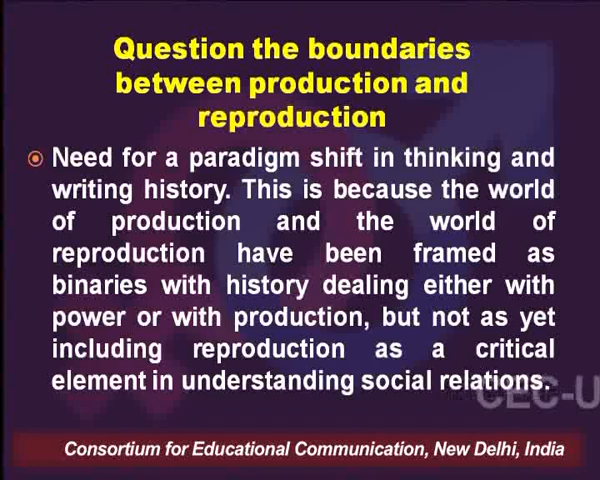 Question the boundaries
between production and
reproduction
Need for a paradigm shift in thinking and
writing history. This is because the world
of production and the world of
reproduction have been framed as
binaries with history dealing either with
power or with production, but not as yet
including reproduction as a critical
element in understanding social relations.
CEC-U
Consortium for Educational Communication, New Delhi, India